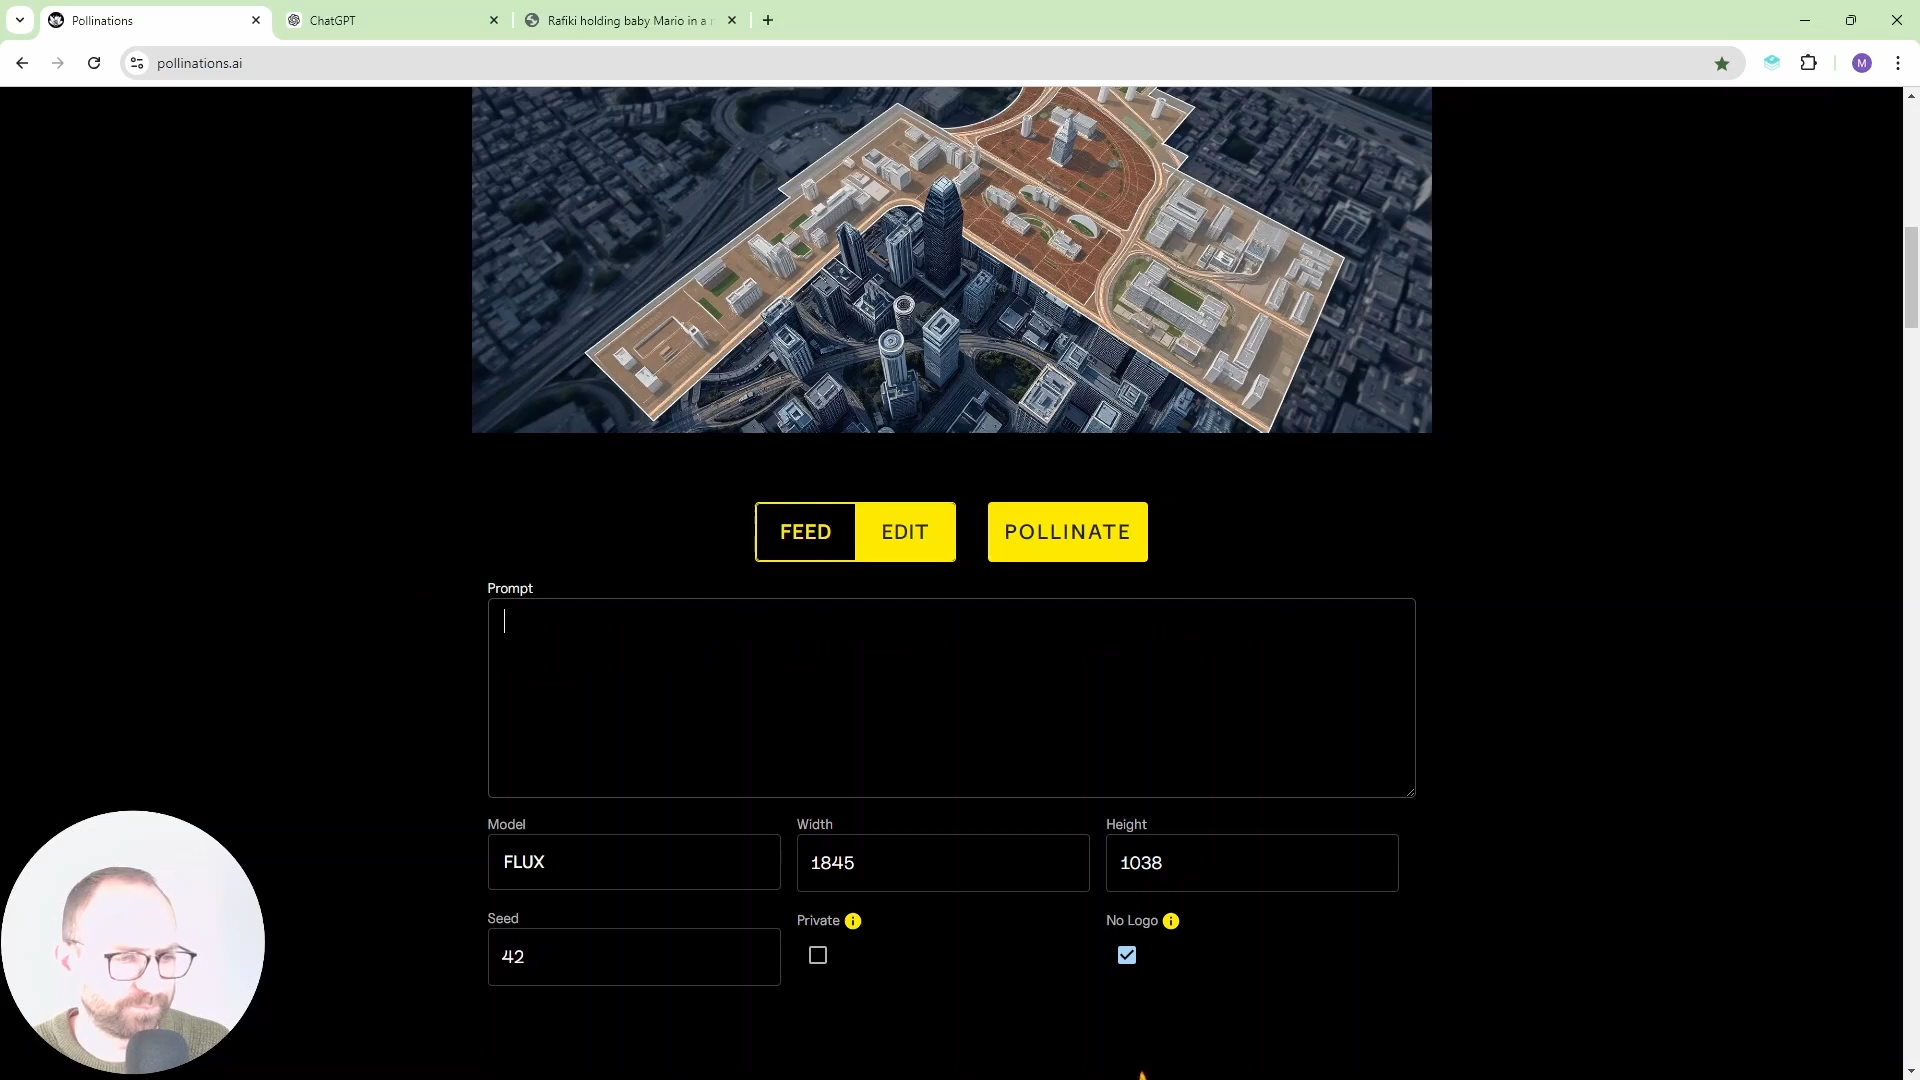 Pollinations
ChatGPT
Rafiki holding baby Mario in a
pollinations.ai
M
FEED
EDIT
POLLINATE
Prompt
Model
Width
Height
FLUX
1845
1038
Seed
Private i
No Logo i
42